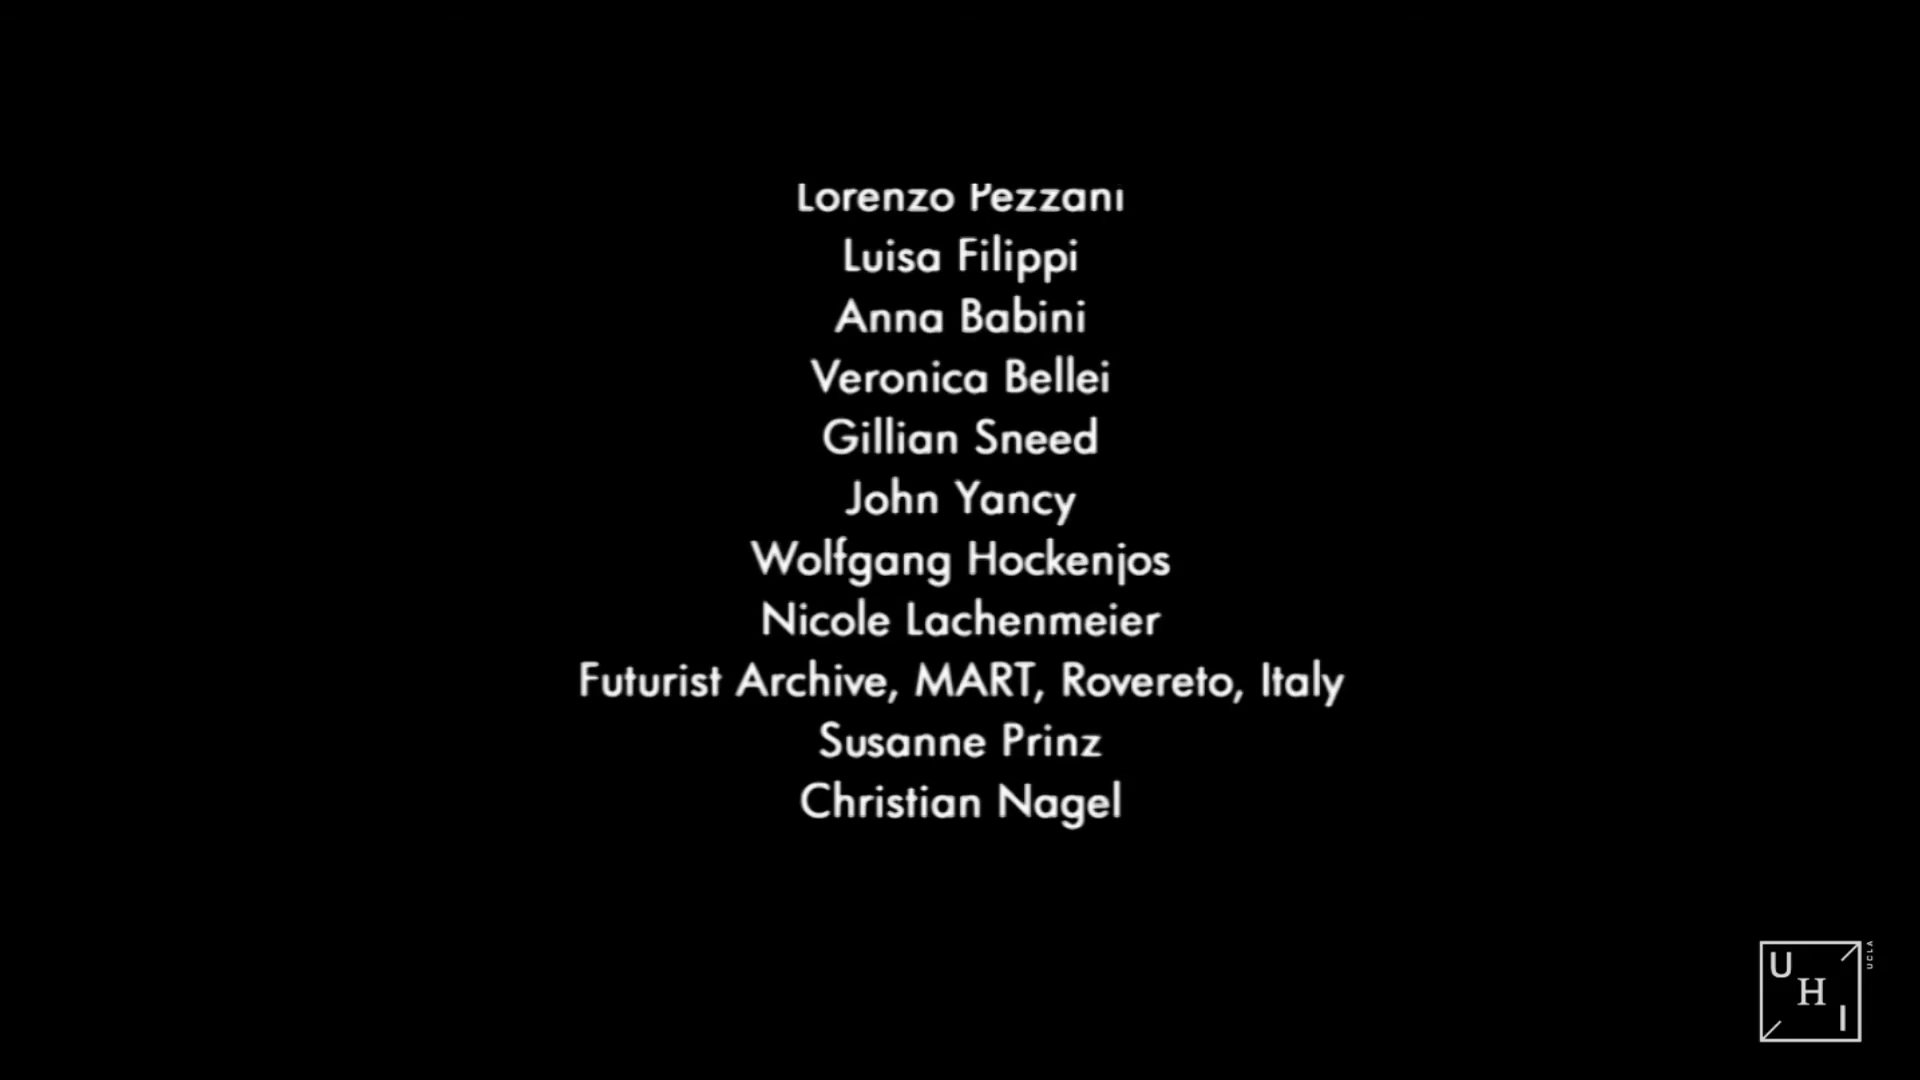 Lorenzo Pezzani
Luisa Filippi
Anna Babini
Veronica Bellei
Gillian Sneed
John Yancy
Wolfgang Hockenjos
Nicole Lachenmeier
Futurist Archive, MART, Rovereto, Italy
Susanne Prinz
Christian Nagel
U
H
I
UCLA